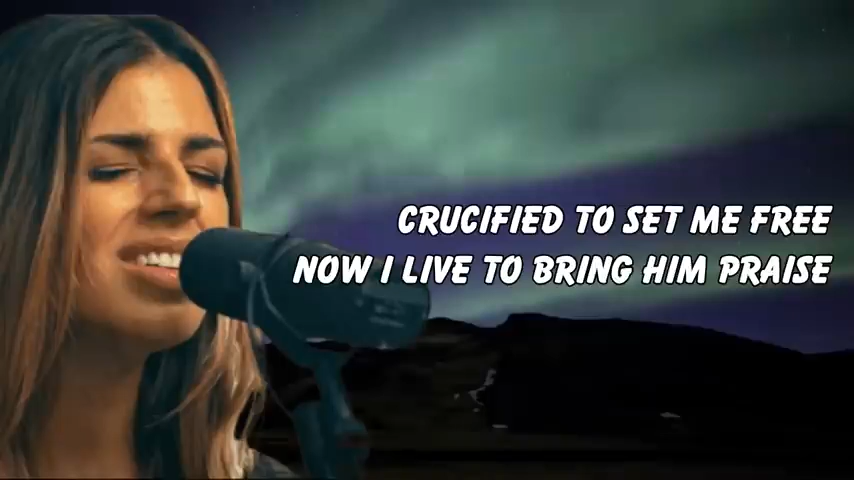 CRUCIFIED TO SET ME FREE
NOW I LIVE TO BRING HIM PRAISE